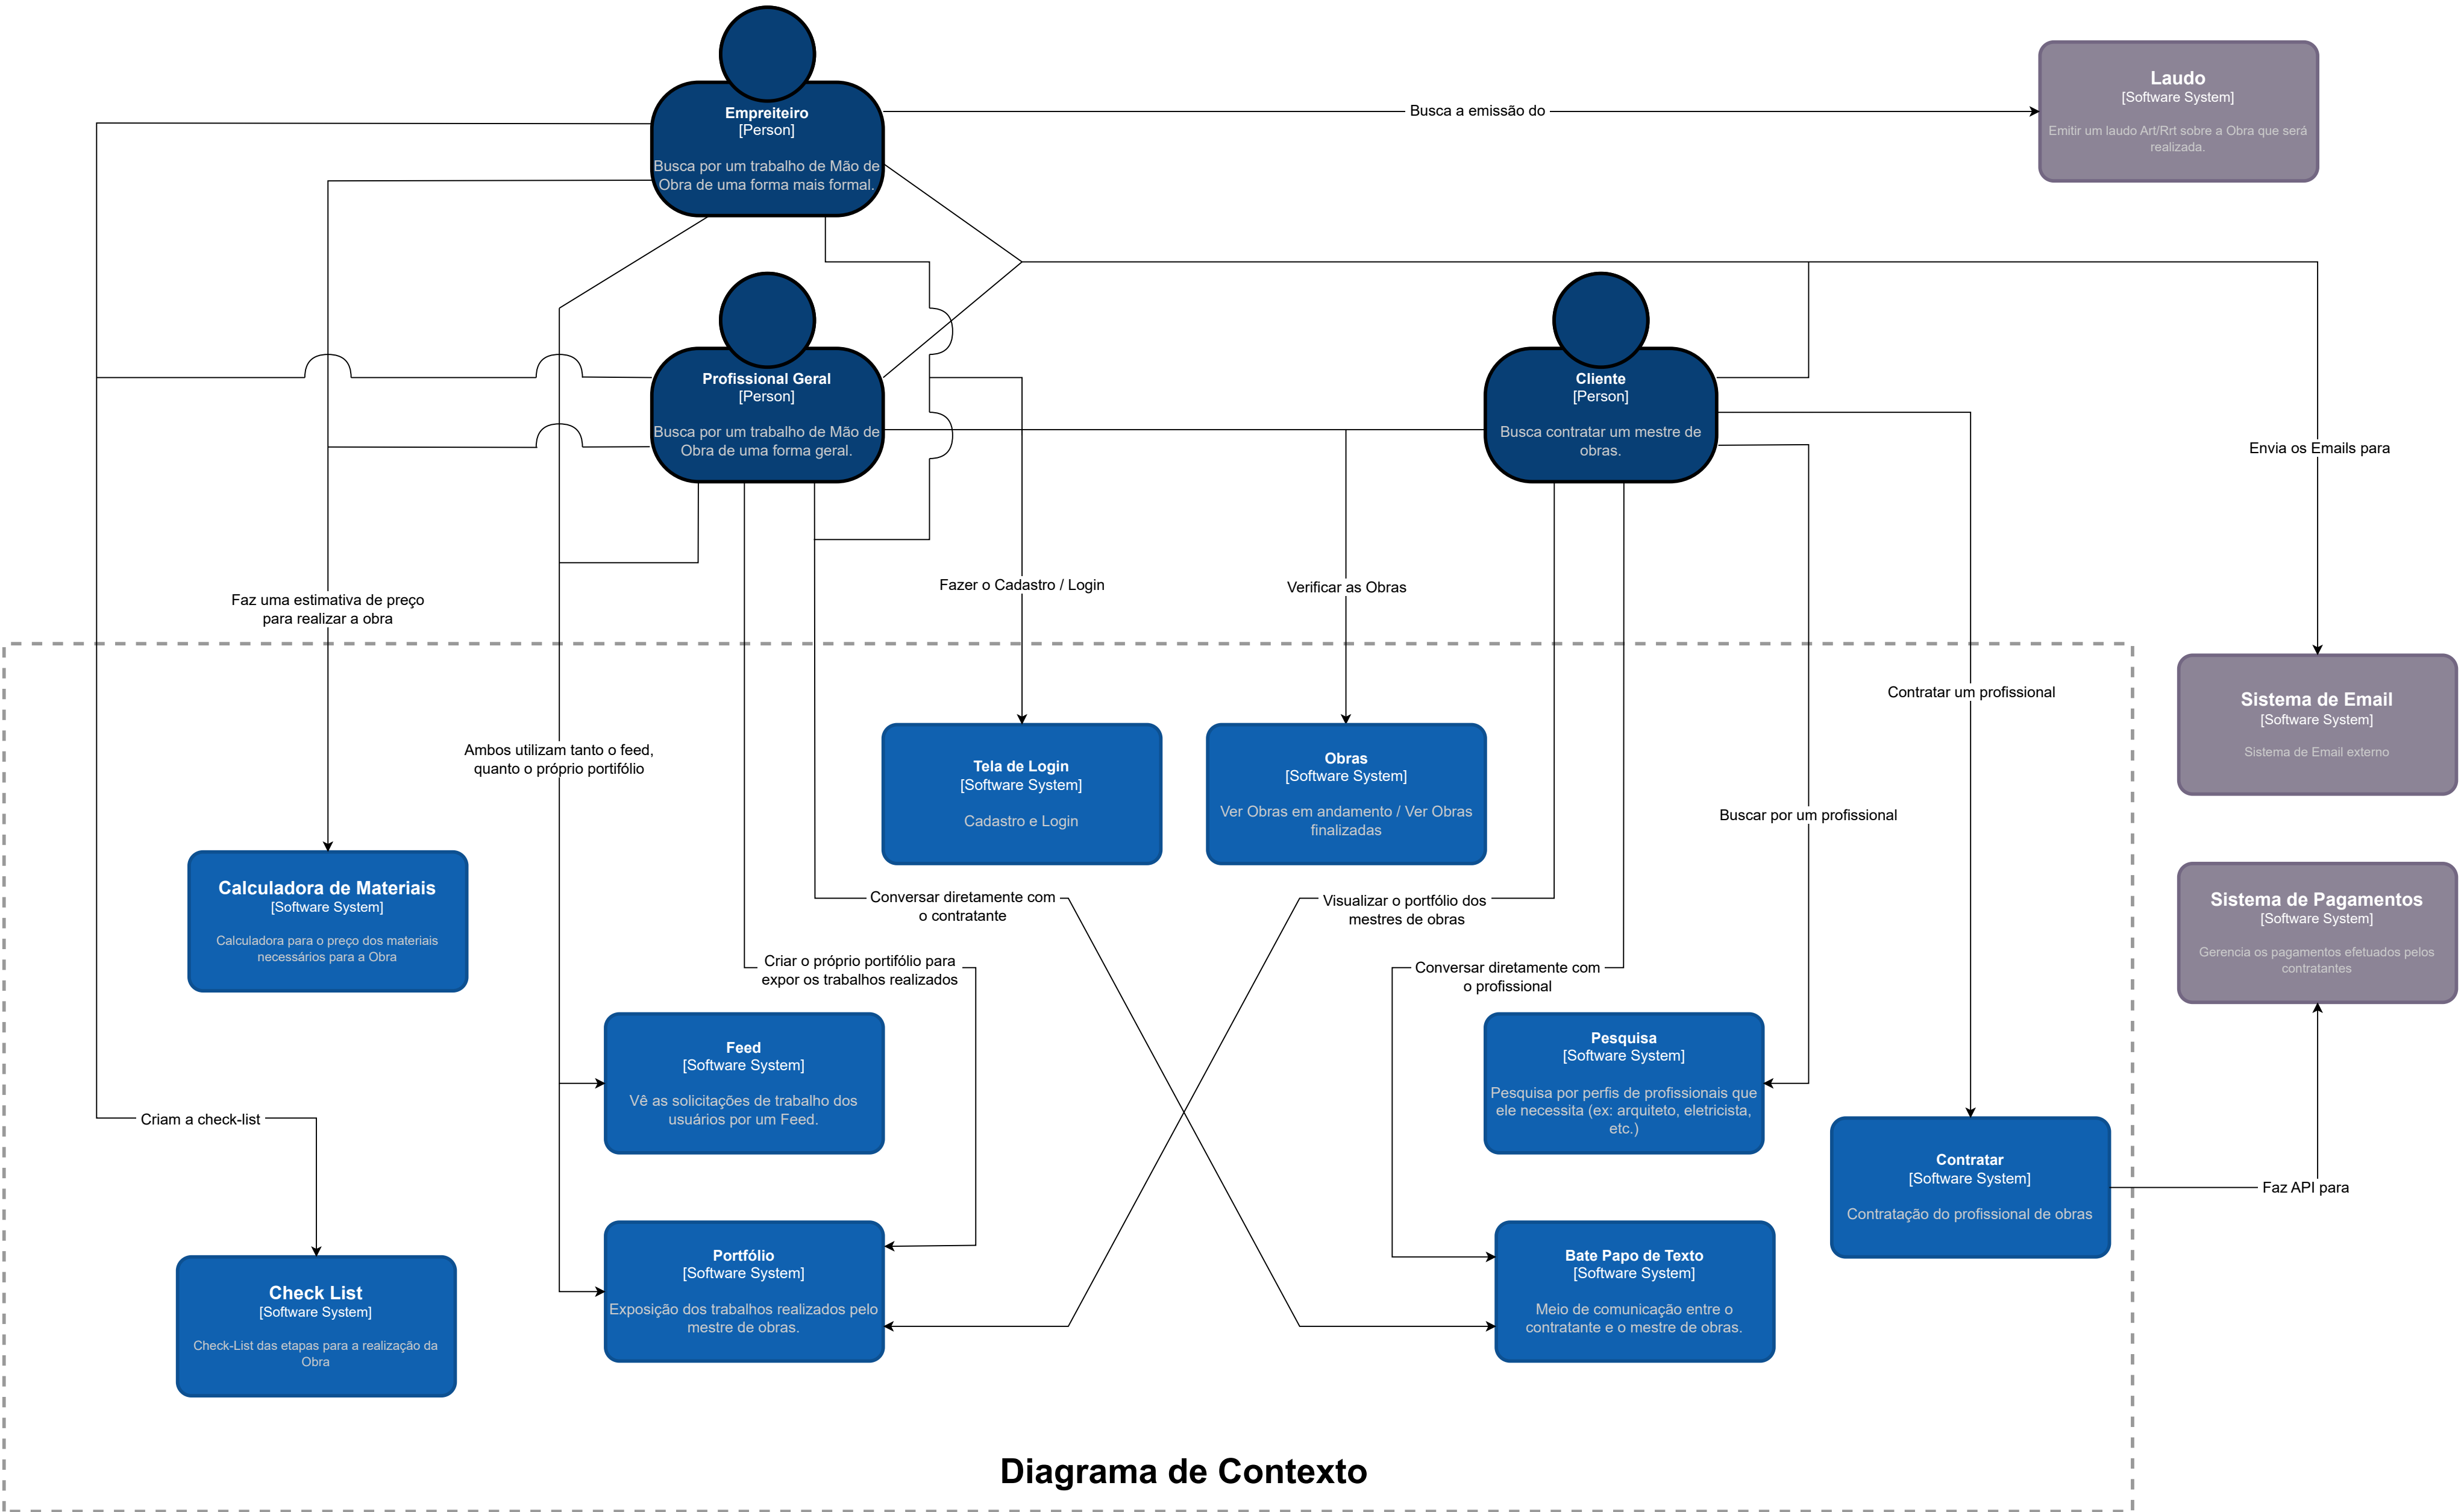 Empreiteiro
[Person]
Busca por um trabalho de Mão de
Obra de uma forma mais formal.
Busca a emissão do
Laudo
[Software System]
Emitir um laudo Art/Rrt sobre a Obra que será
realizada.
Profissional Geral
[Person]
Busca por um trabalho de Mão de
Obra de uma forma geral.
Cliente
[Person]
Busca contratar um mestre de
obras.
Envia os Emails para
Faz uma estimativa de preço
para realizar a obra
Fazer o Cadastro / Login
Verificar as Obras
Contratar um profissional
Ambos utilizam tanto o feed,
quanto o próprio portifólio
Tela de Login
[Software System]
Cadastro e Login
Obras
[Software System]
Ver Obras em andamento / Ver Obras
finalizadas
Buscar por um profissional
Sistema de Email
[Software System]
Sistema de Email externo
Calculadora de Materiais
[Software System]
Calculadora para o preço dos materiais
necessários para a Obra
Conversar diretamente com
o contratante
Visualizar o portfólio dos
mestres de obras
Sistema de Pagamentos
[Software System]
Gerencia os pagamentos efetuados pelos
contratantes
Criar o próprio portifólio para
expor os trabalhos realizados
Conversar diretamente com
o profissional
Feed
[Software System]
Vê as solicitações de trabalho dos
usuários por um Feed.
Pesquisa
[Software System]
Pesquisa por perfis de profissionais que
ele necessita (ex: arquiteto, eletricista,
etc.)
Criam a check-list
Contratar
[Software System]
Contratação do profissional de obras
Faz API para
Check List
[Software System]
Check-List das etapas para a realização da
Obra
Portfólio
[Software System]
Exposição dos trabalhos realizados pelo
mestre de obras.
Bate Papo de Texto
[Software System]
Meio de comunicação entre o
contratante e o mestre de obras.
Diagrama de Contexto